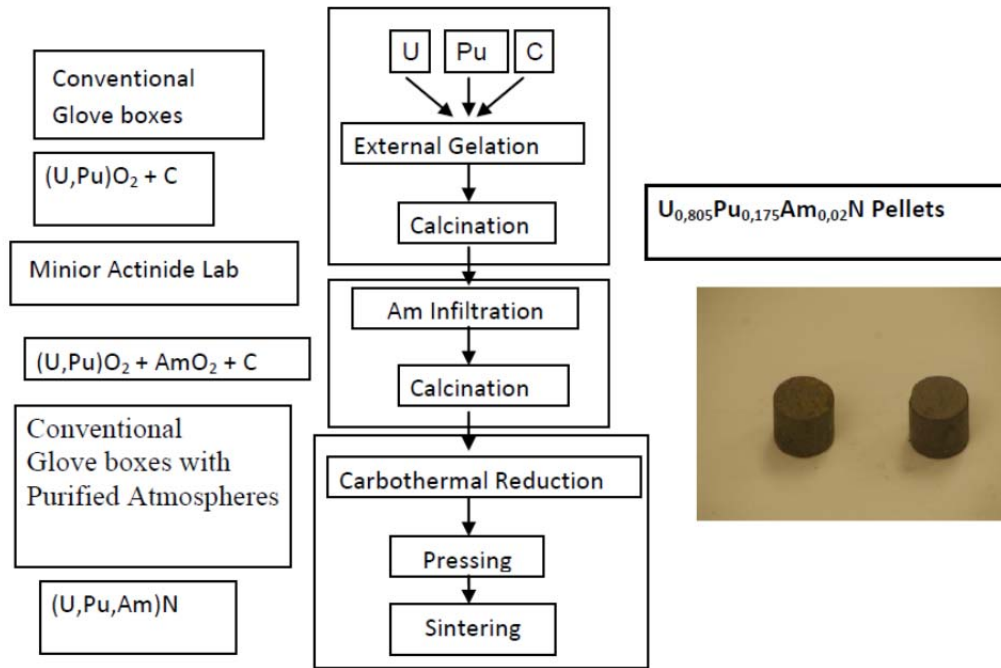 U
Pu
C
Conventional
Glove boxes
External Gelation
(U,Pu)O₂ + C
Calcination
U₀,₈₀₅Pu₀,₁₇₅Am₀,₀₂N Pellets
Minior Actinide Lab
Am Infiltration
(U,Pu)O₂ + AmO₂ + C
Calcination
Conventional
Glove boxes with
Purified Atmospheres
Carbothermal Reduction
Pressing
(U,Pu,Am)N
Sintering